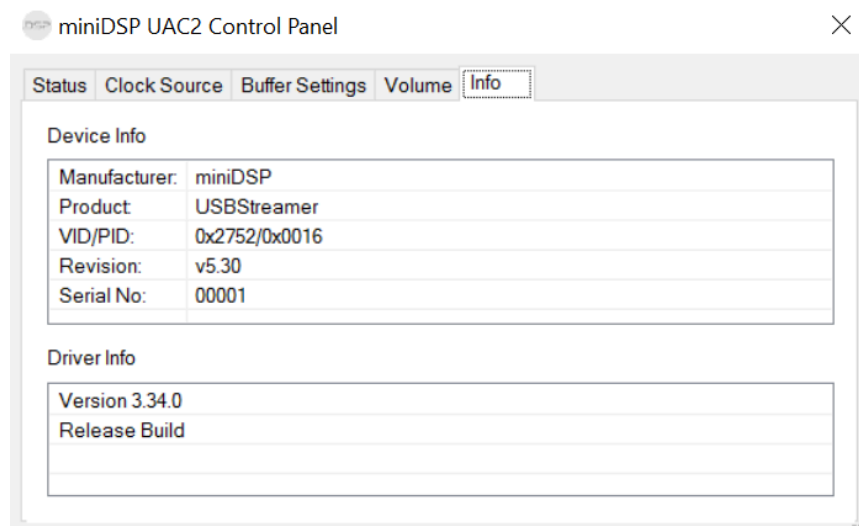 DSP miniDSP UAC2 Control Panel
Status Clock Source Buffer Settings Volume Info
Device Info
Manufacturer: miniDSP
Product: USBStreamer
VID/PID: 0x2752/0x0016
Revision: v5.30
Serial No: 00001
Driver Info
Version 3.34.0
Release Build